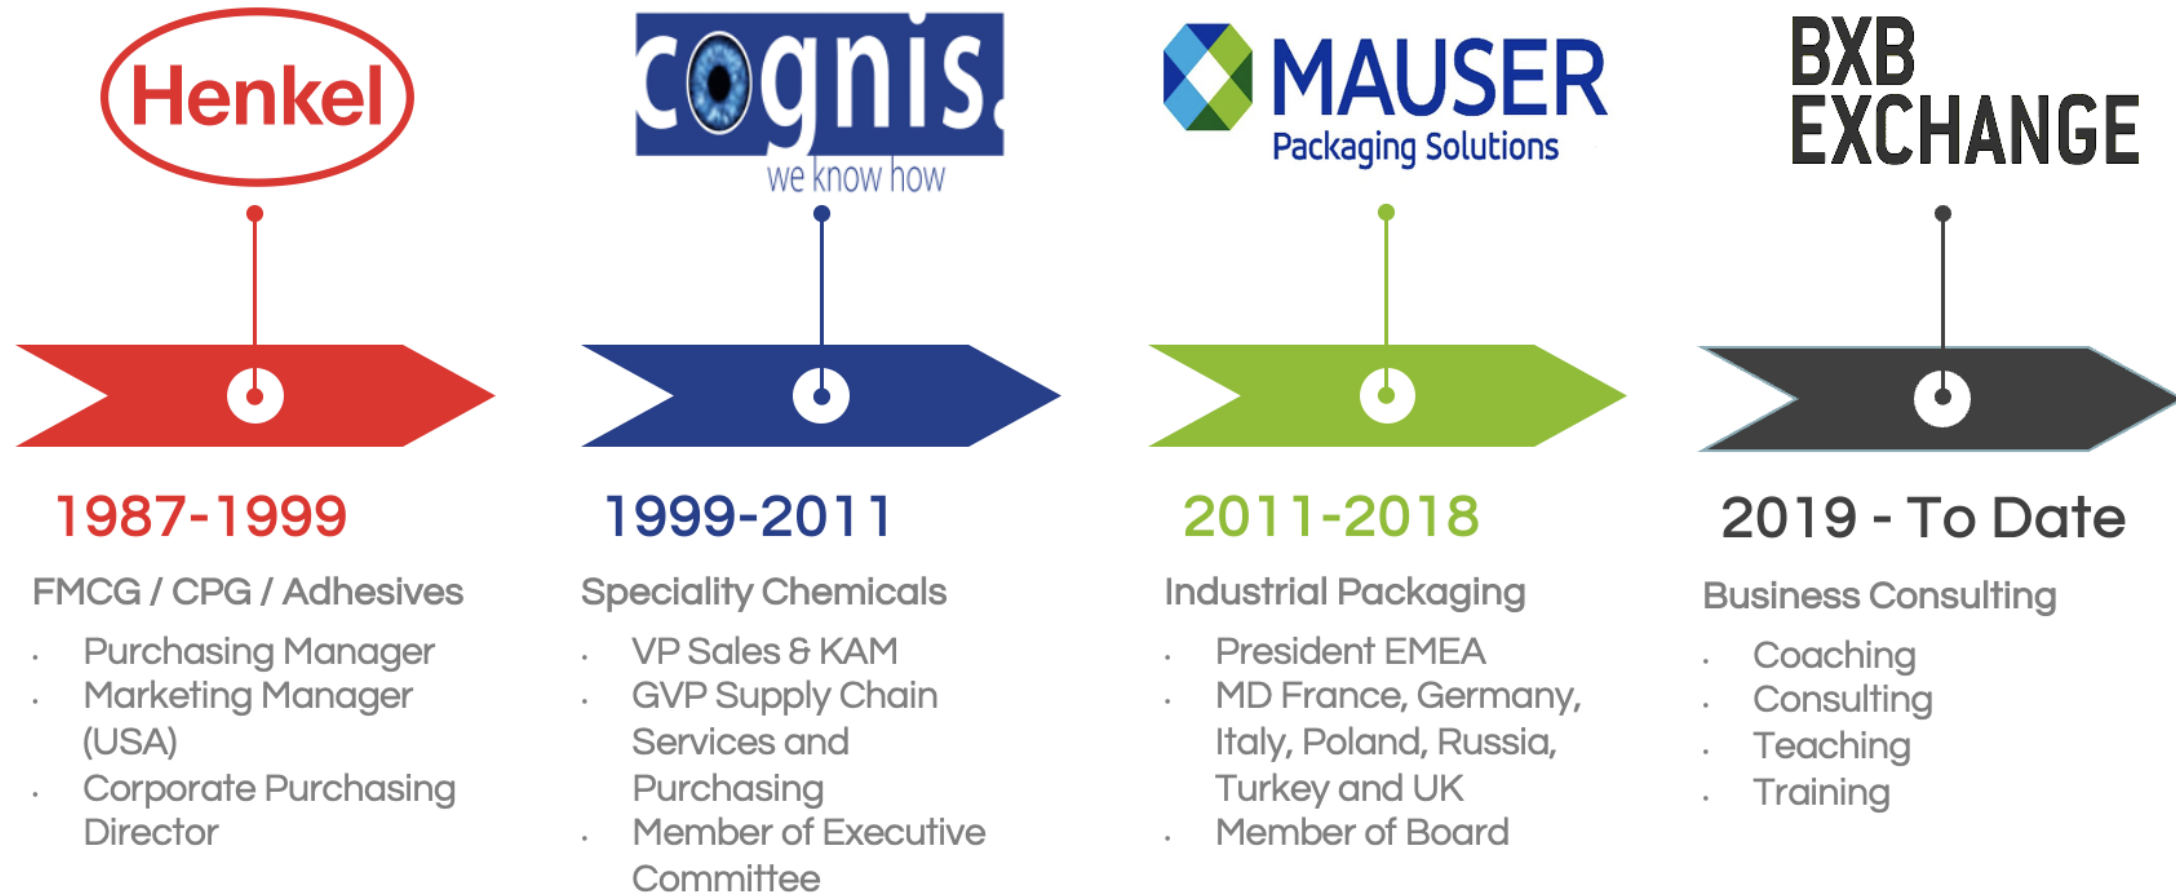 Henkel
cognis.
we know how
MAUSER
Packaging Solutions
BXB
EXCHANGE
1987-1999
FMCG / CPG / Adhesives
· Purchasing Manager
· Marketing Manager
(USA)
· Corporate Purchasing
Director
1999-2011
Speciality Chemicals
· VP Sales & KAM
· GVP Supply Chain
Services and
Purchasing
· Member of Executive
Committee
2011-2018
Industrial Packaging
· President EMEA
· MD France, Germany,
Italy, Poland, Russia,
Turkey and UK
· Member of Board
2019 - To Date
Business Consulting
· Coaching
· Consulting
· Teaching
· Training